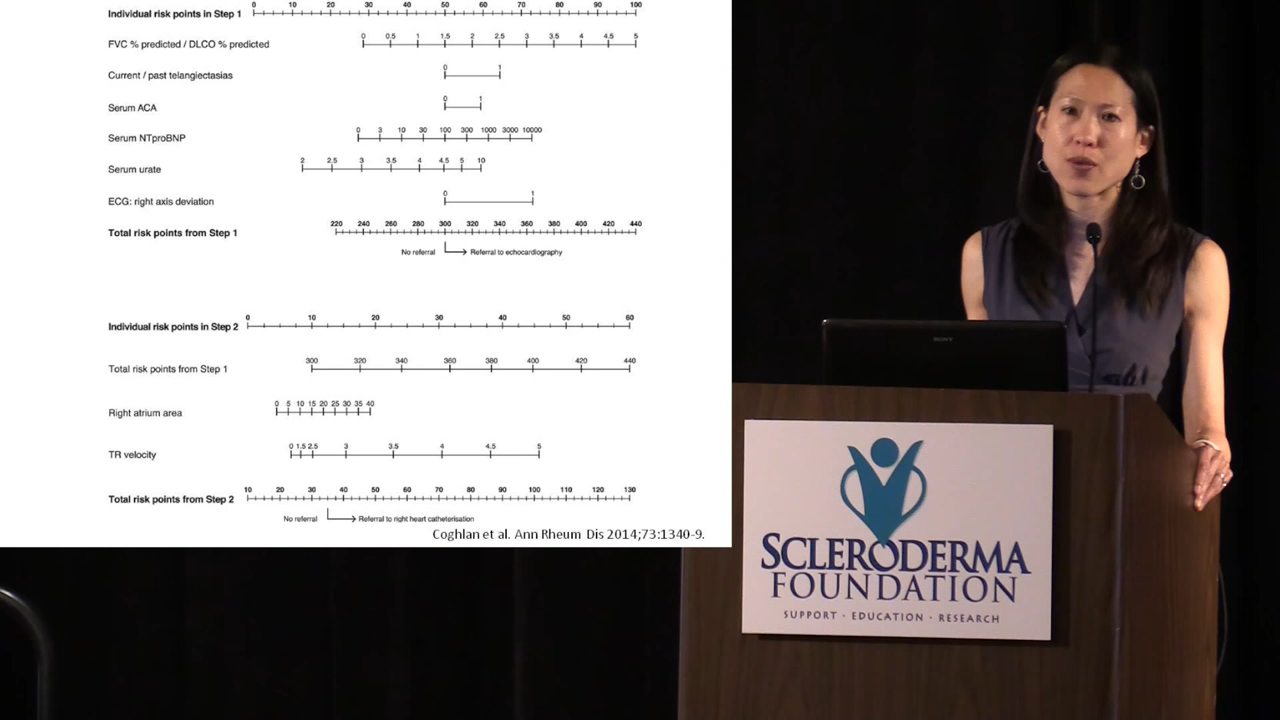 Individual risk points in Step 1 0 10 20 30 40 50 60 70 80 90 100
FVC % predicted / DLCO % predicted 0 0.5 1 1.5 2 2.5 3 3.5 4 4.5 5
Current / past telangiectasias 0 1
Serum ACA 0 1
Serum NTproBNP 0 3 10 30 100 300 1000 3000 10000
Serum urate 2 2.5 3 3.5 4 4.5 5 10
ECG: right axis deviation 0 1
Total risk points from Step 1 220 240 260 280 300 320 340 360 380 400 420 440
No referral Referral to echocardiography
Individual risk points in Step 2 0 10 20 30 40 50 60
Total risk points from Step 1 300 320 340 360 380 400 420 440
Right atrium area 0 5 10 15 20 25 30 35 40
TR velocity 0 1.5 2.5 3 3.5 4 4.5 5
Total risk points from Step 2 10 20 30 40 50 60 70 80 90 100 110 120 130
No referral Referral to right heart catheterisation
Coghlan et al. Ann Rheum Dis 2014;73:1340-9.
SONY
SCLERODERMA
FOUNDATION
SUPPORT · EDUCATION · RESEARCH